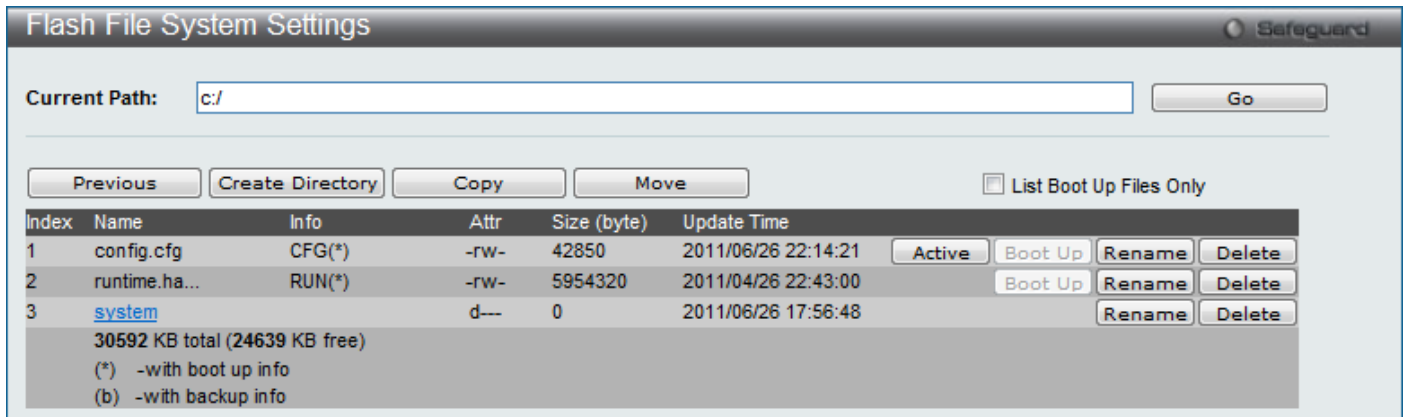 Flash File System Settings Safeguard
Current Path: c:/ Go
Previous Create Directory Copy Move List Boot Up Files Only
Index Name Info Attr Size (byte) Update Time
1 config.cfg CFG(*) -rw- 42850 2011/06/26 22:14:21 Active Boot Up Rename Delete
2 runtime.ha... RUN(*) -rw- 5954320 2011/04/26 22:43:00 Boot Up Rename Delete
3 system d--- 0 2011/06/26 17:56:48 Rename Delete
30592 KB total (24639 KB free)
(*) -with boot up info
(b) -with backup info